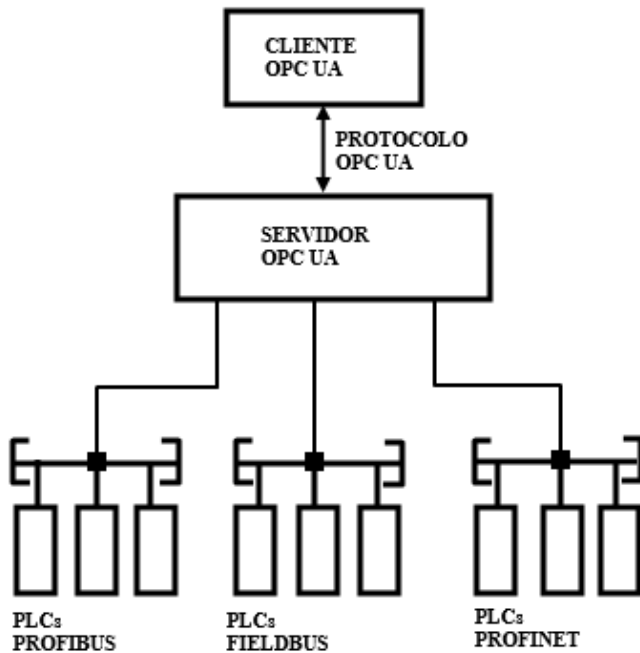 CLIENTE
OPC UA
PROTOCOLO
OPC UA
SERVIDOR
OPC UA
PLCs
PROFIBUS
PLCs
FIELDBUS
PLCs
PROFINET